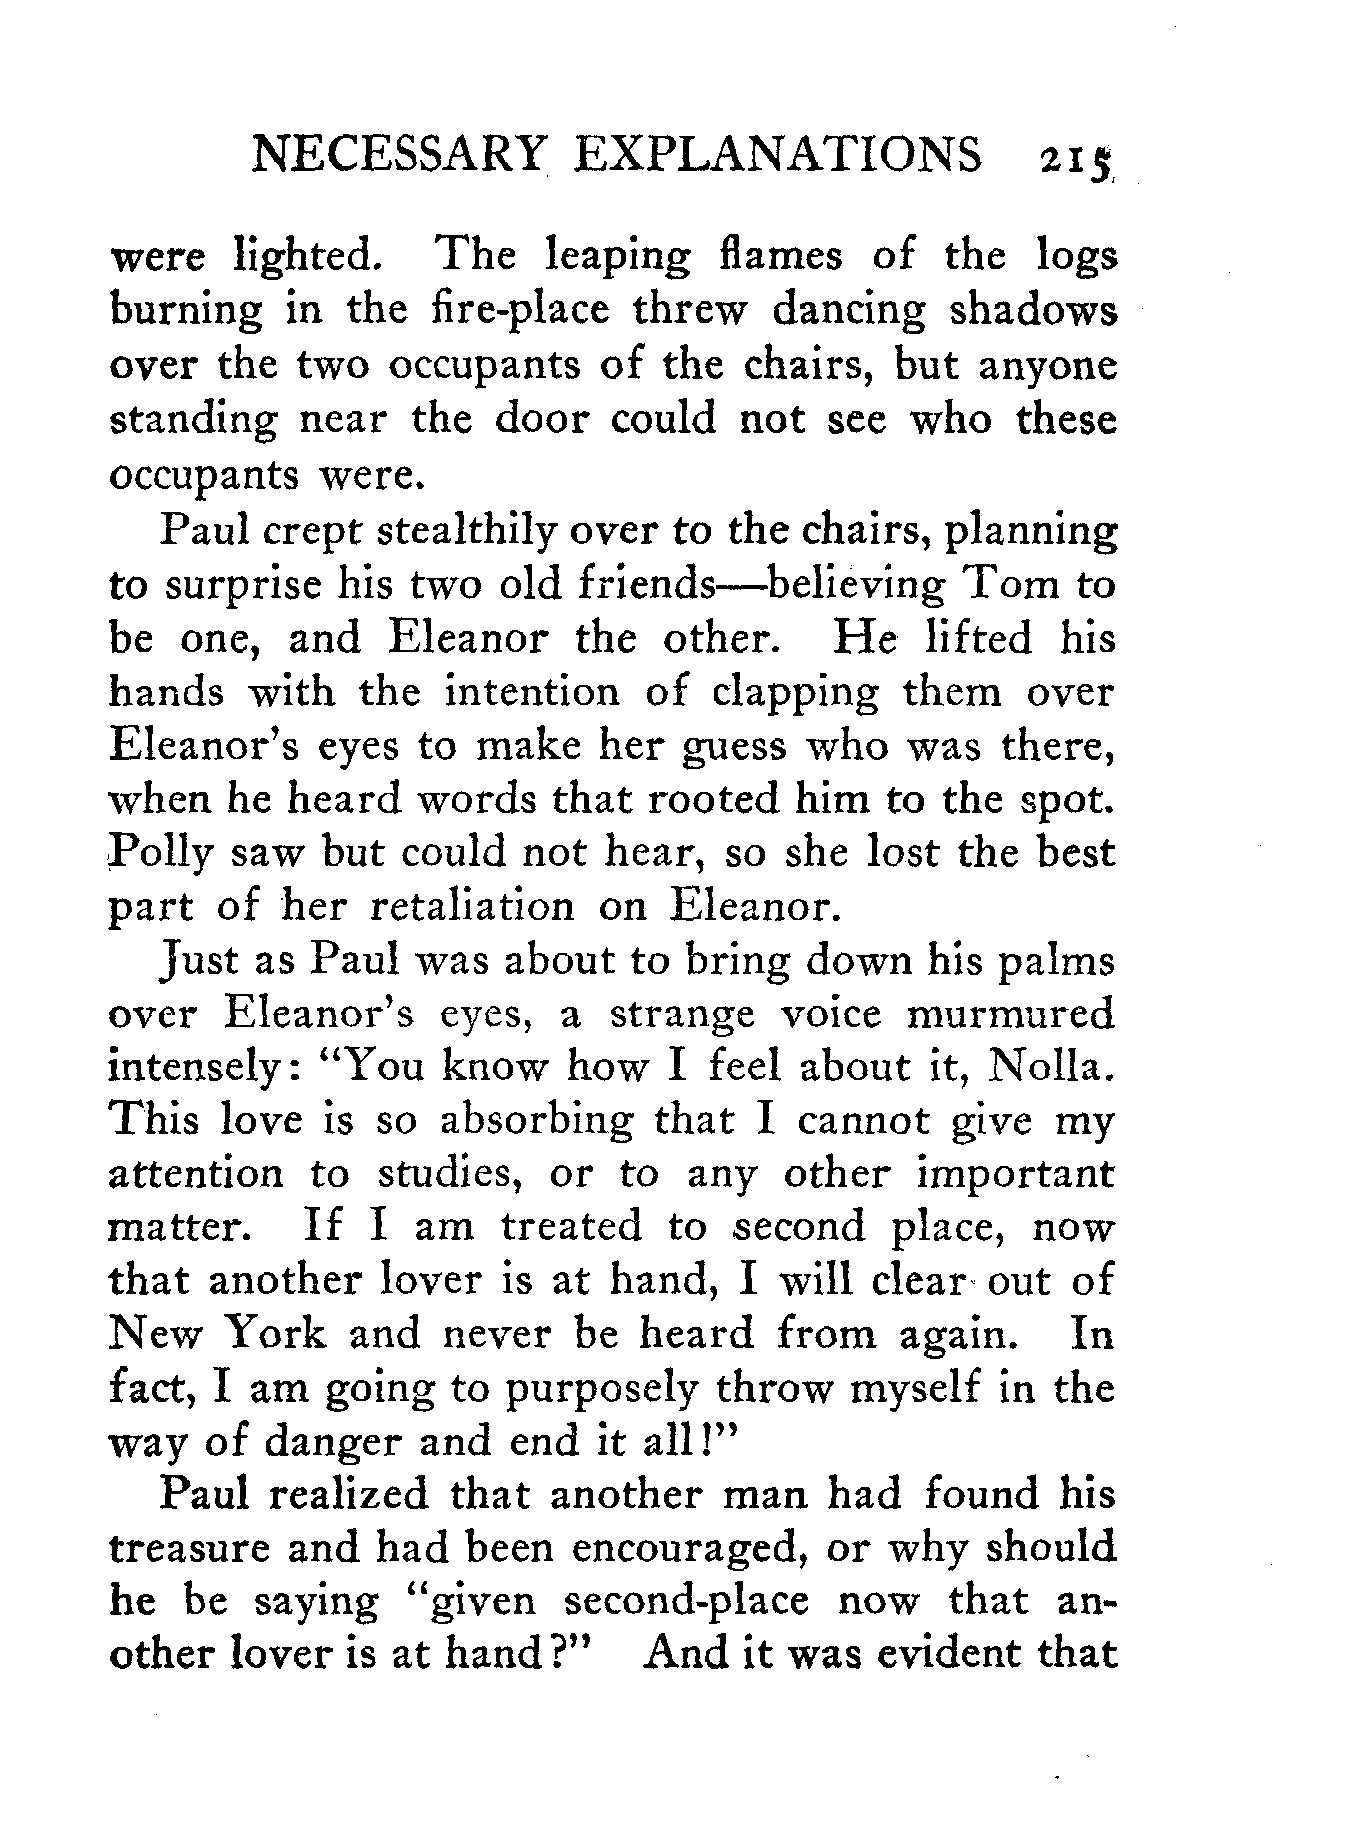 NECESSARY EXPLANATIONS 215
were lighted. The leaping flames of the logs
burning in the fire-place threw dancing shadows
over the two occupants of the chairs, but anyone
standing near the door could not see who these
occupants were.
Paul crept stealthily over to the chairs, planning
to surprise his two old friends—believing Tom to
be one, and Eleanor the other. He lifted his
hands with the intention of clapping them over
Eleanor's eyes to make her guess who was there,
when he heard words that rooted him to the spot.
Polly saw but could not hear, so she lost the best
part of her retaliation on Eleanor.
Just as Paul was about to bring down his palms
over Eleanor's eyes, a strange voice murmured
intensely: "You know how I feel about it, Nolla.
This love is so absorbing that I cannot give my
attention to studies, or to any other important
matter. If I am treated to second place, now
that another lover is at hand, I will clear out of
New York and never be heard from again. In
fact, I am going to purposely throw myself in the
way of danger and end it all!"
Paul realized that another man had found his
treasure and had been encouraged, or why should
he be saying "given second-place now that an-
other lover is at hand?" And it was evident that